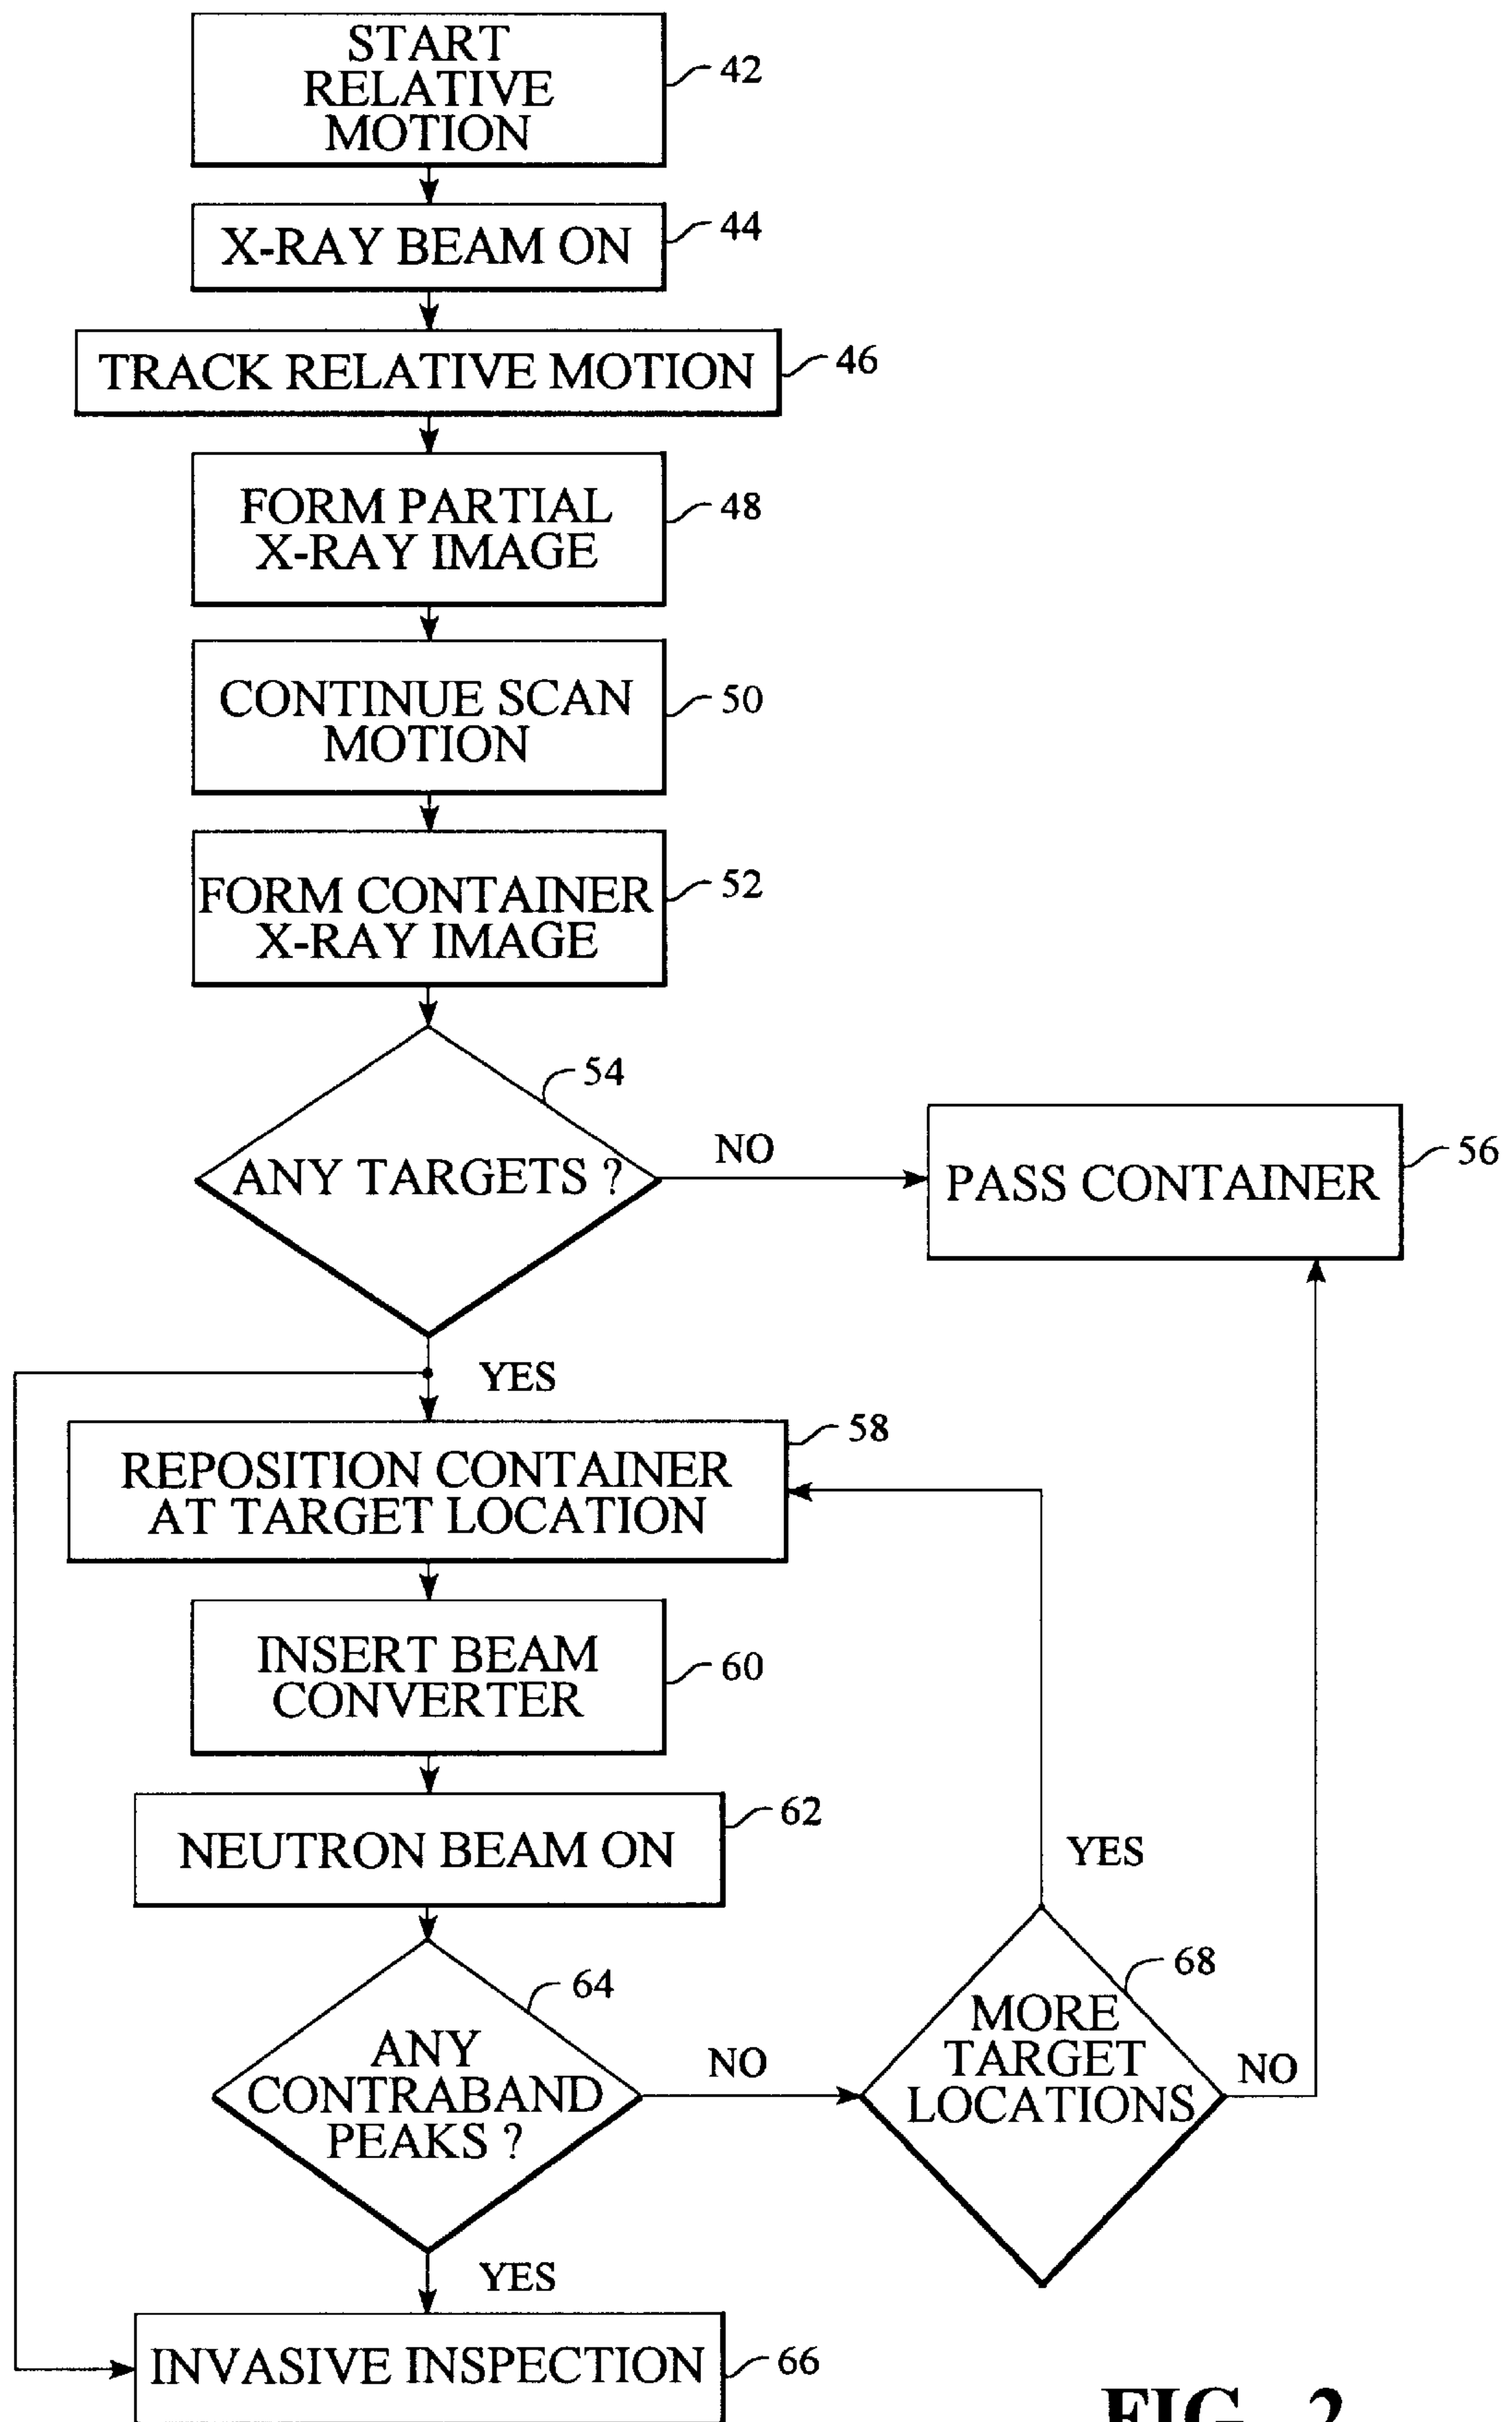 START
RELATIVE
MOTION
42
X-RAY BEAM ON
44
TRACK RELATIVE MOTION
46
FORM PARTIAL
X-RAY IMAGE
48
CONTINUE SCAN
MOTION
50
FORM CONTAINER
X-RAY IMAGE
52
54
ANY TARGETS ?
NO
PASS CONTAINER
56
YES
REPOSITION CONTAINER
AT TARGET LOCATION
58
INSERT BEAM
CONVERTER
60
NEUTRON BEAM ON
62
64
ANY
CONTRABAND
PEAKS ?
NO
YES
68
MORE
TARGET
LOCATIONS
NO
YES
INVASIVE INSPECTION
66
FIG. 2